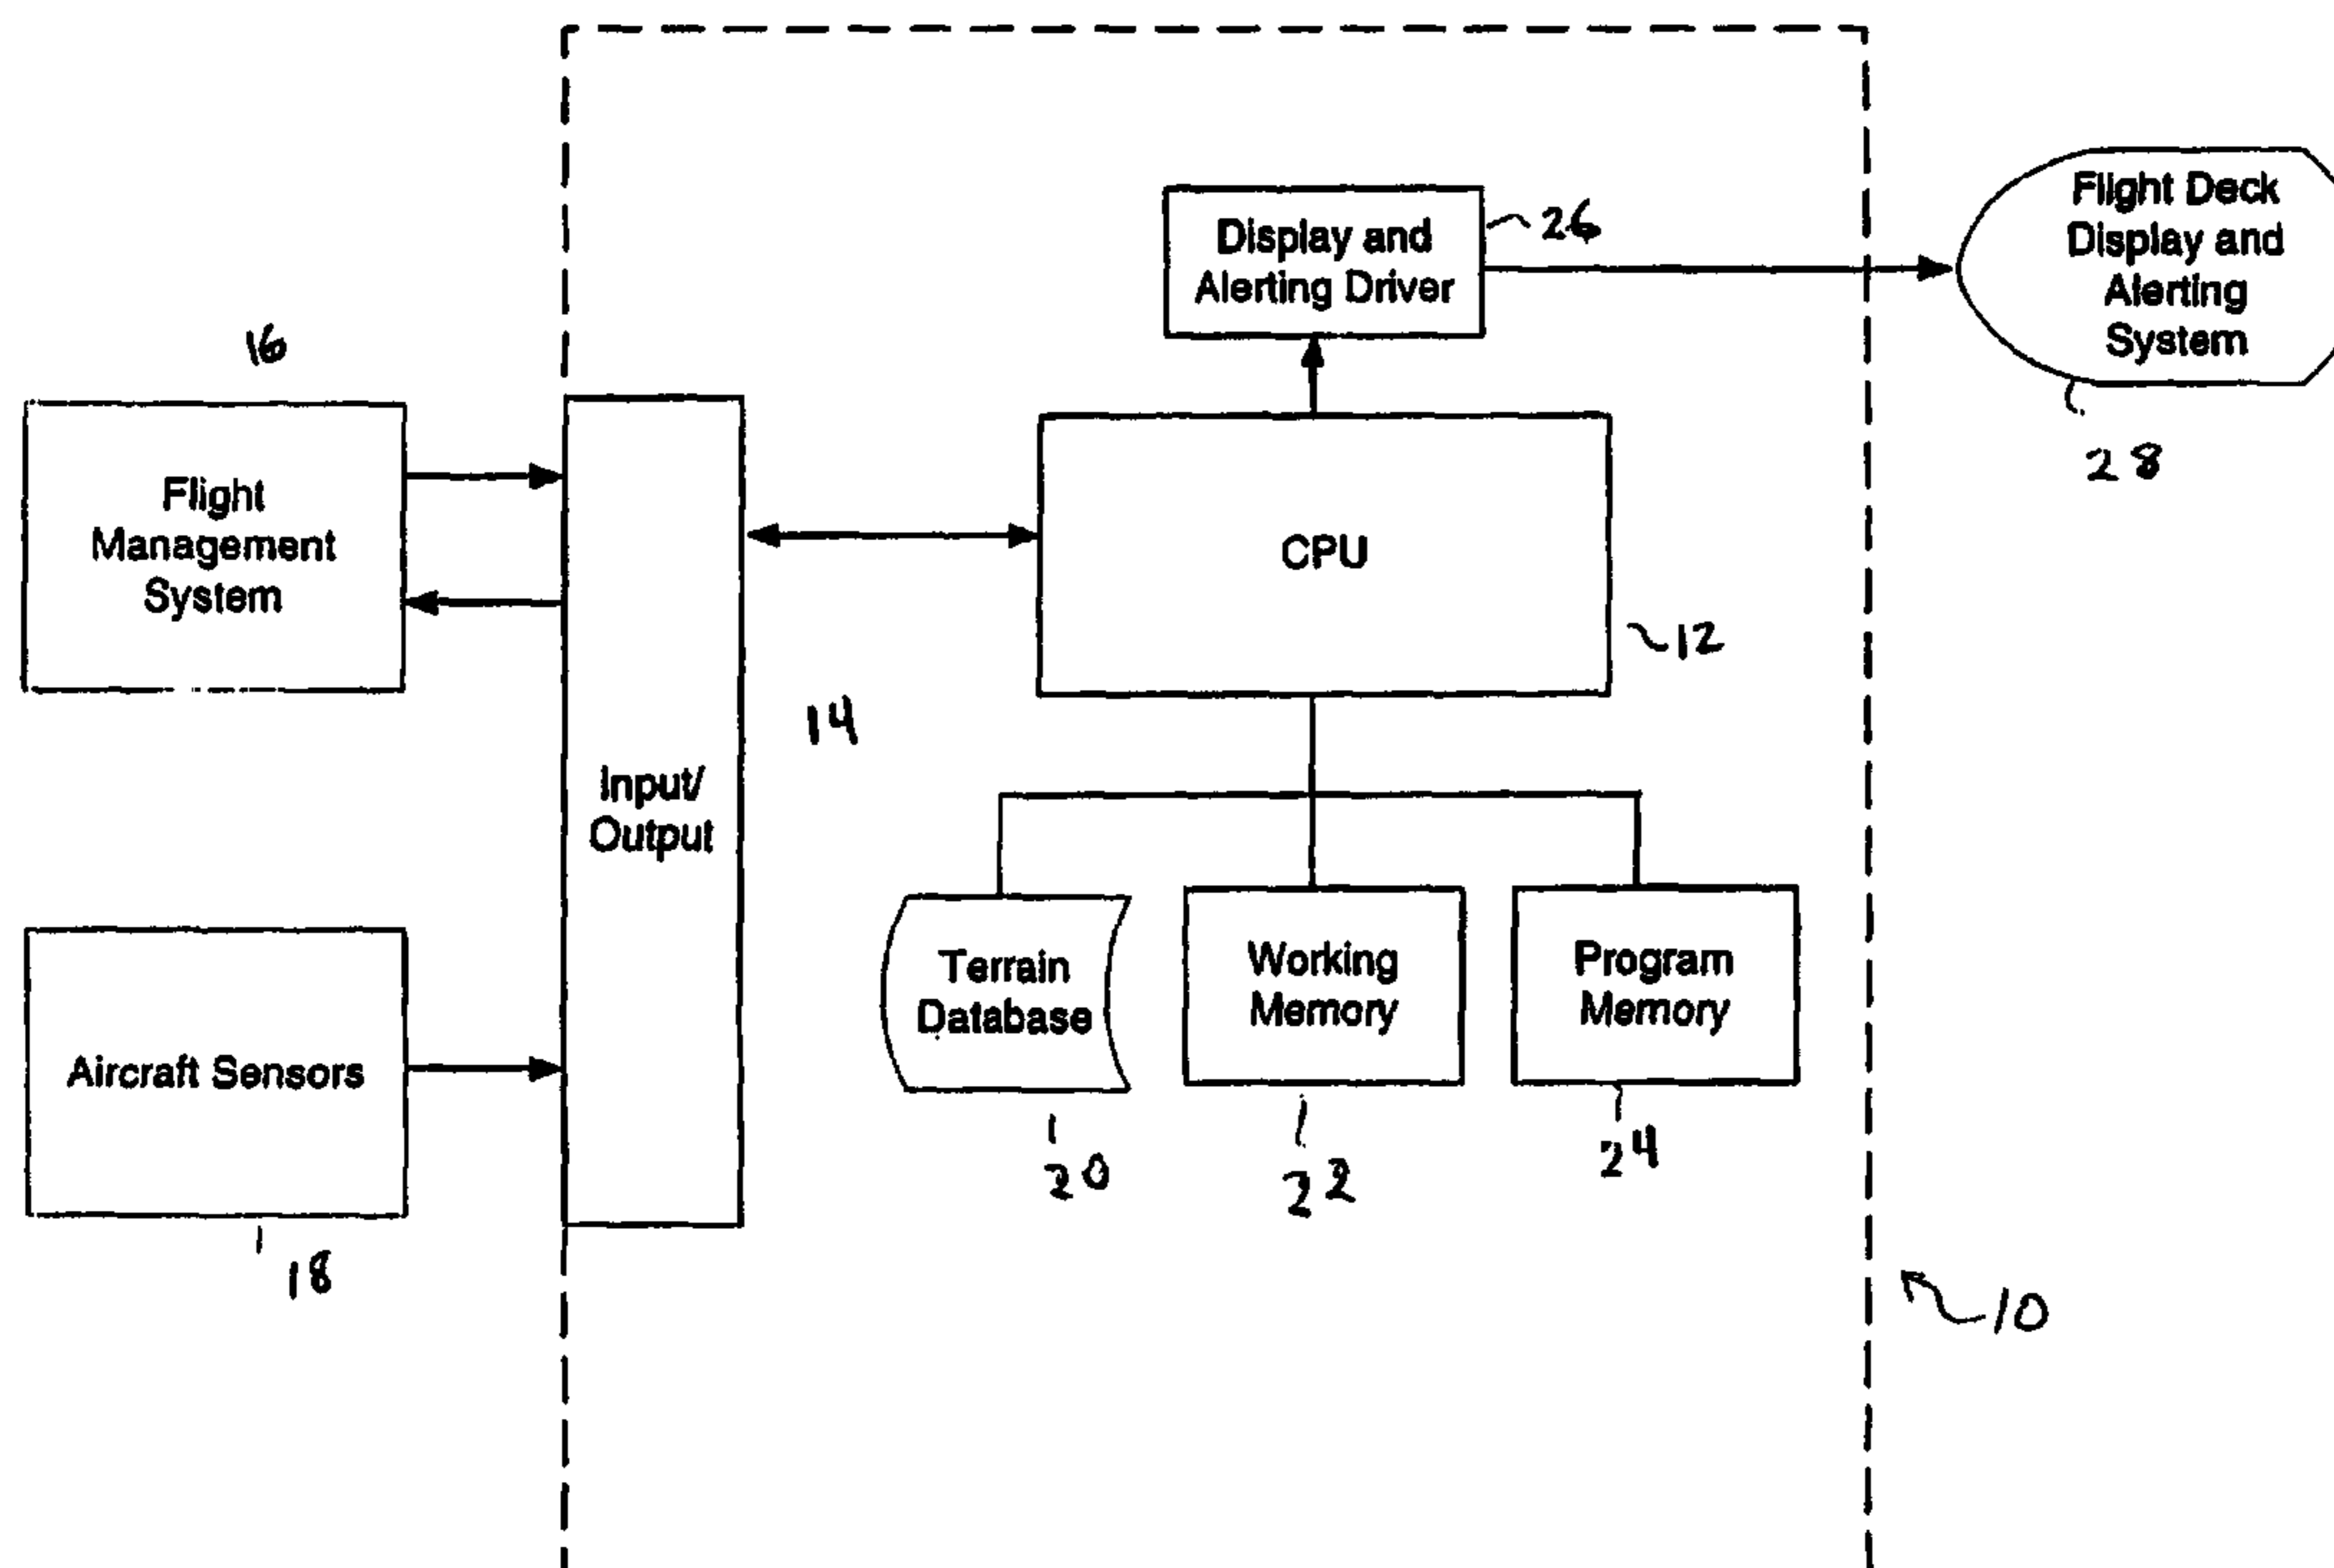 16
Flight
Management
System
Aircraft Sensors
18
Input/
Output
14
Display and
Alerting Driver
26
CPU
12
Terrain
Database
20
Working
Memory
22
Program
Memory
24
Flight Deck
Display and
Alerting
System
28
10